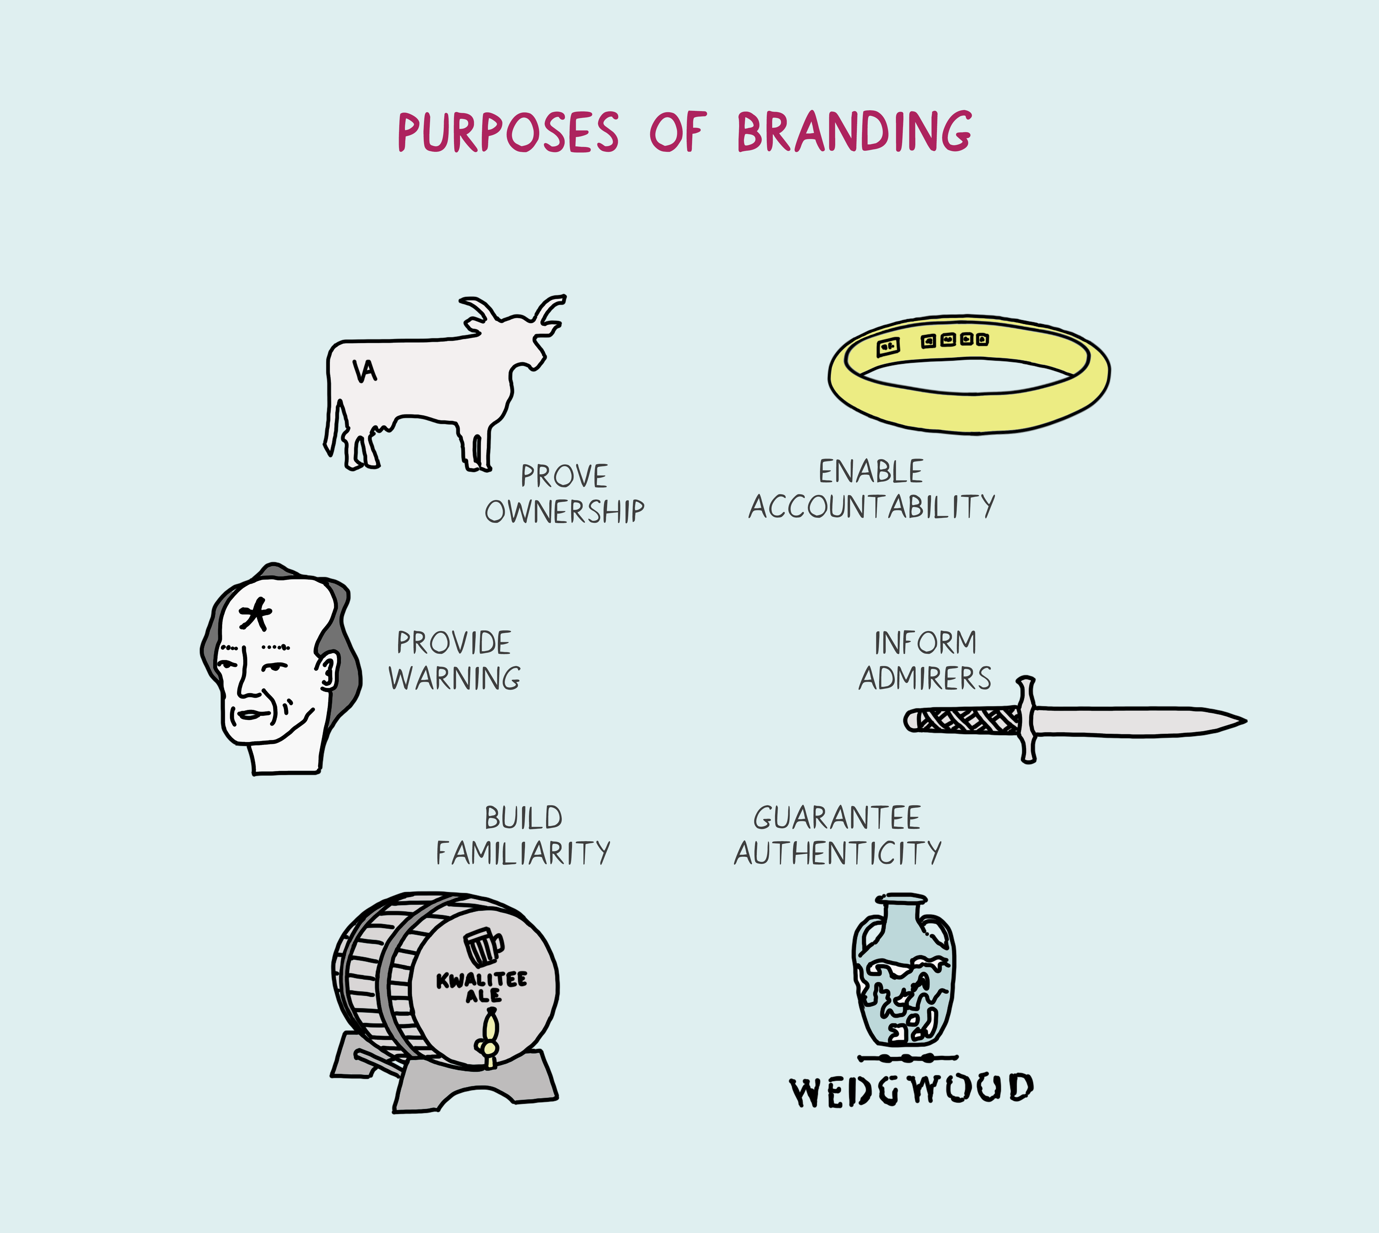 PURPOSES OF BRANDING
VA
PROVE
OWNERSHIP
ENABLE
ACCOUNTABILITY
PROVIDE
WARNING
INFORM
ADMIRERS
BUILD
FAMILIARITY
KWALITEE
ALE
GUARANTEE
AUTHENTICITY
WEDGWOOD